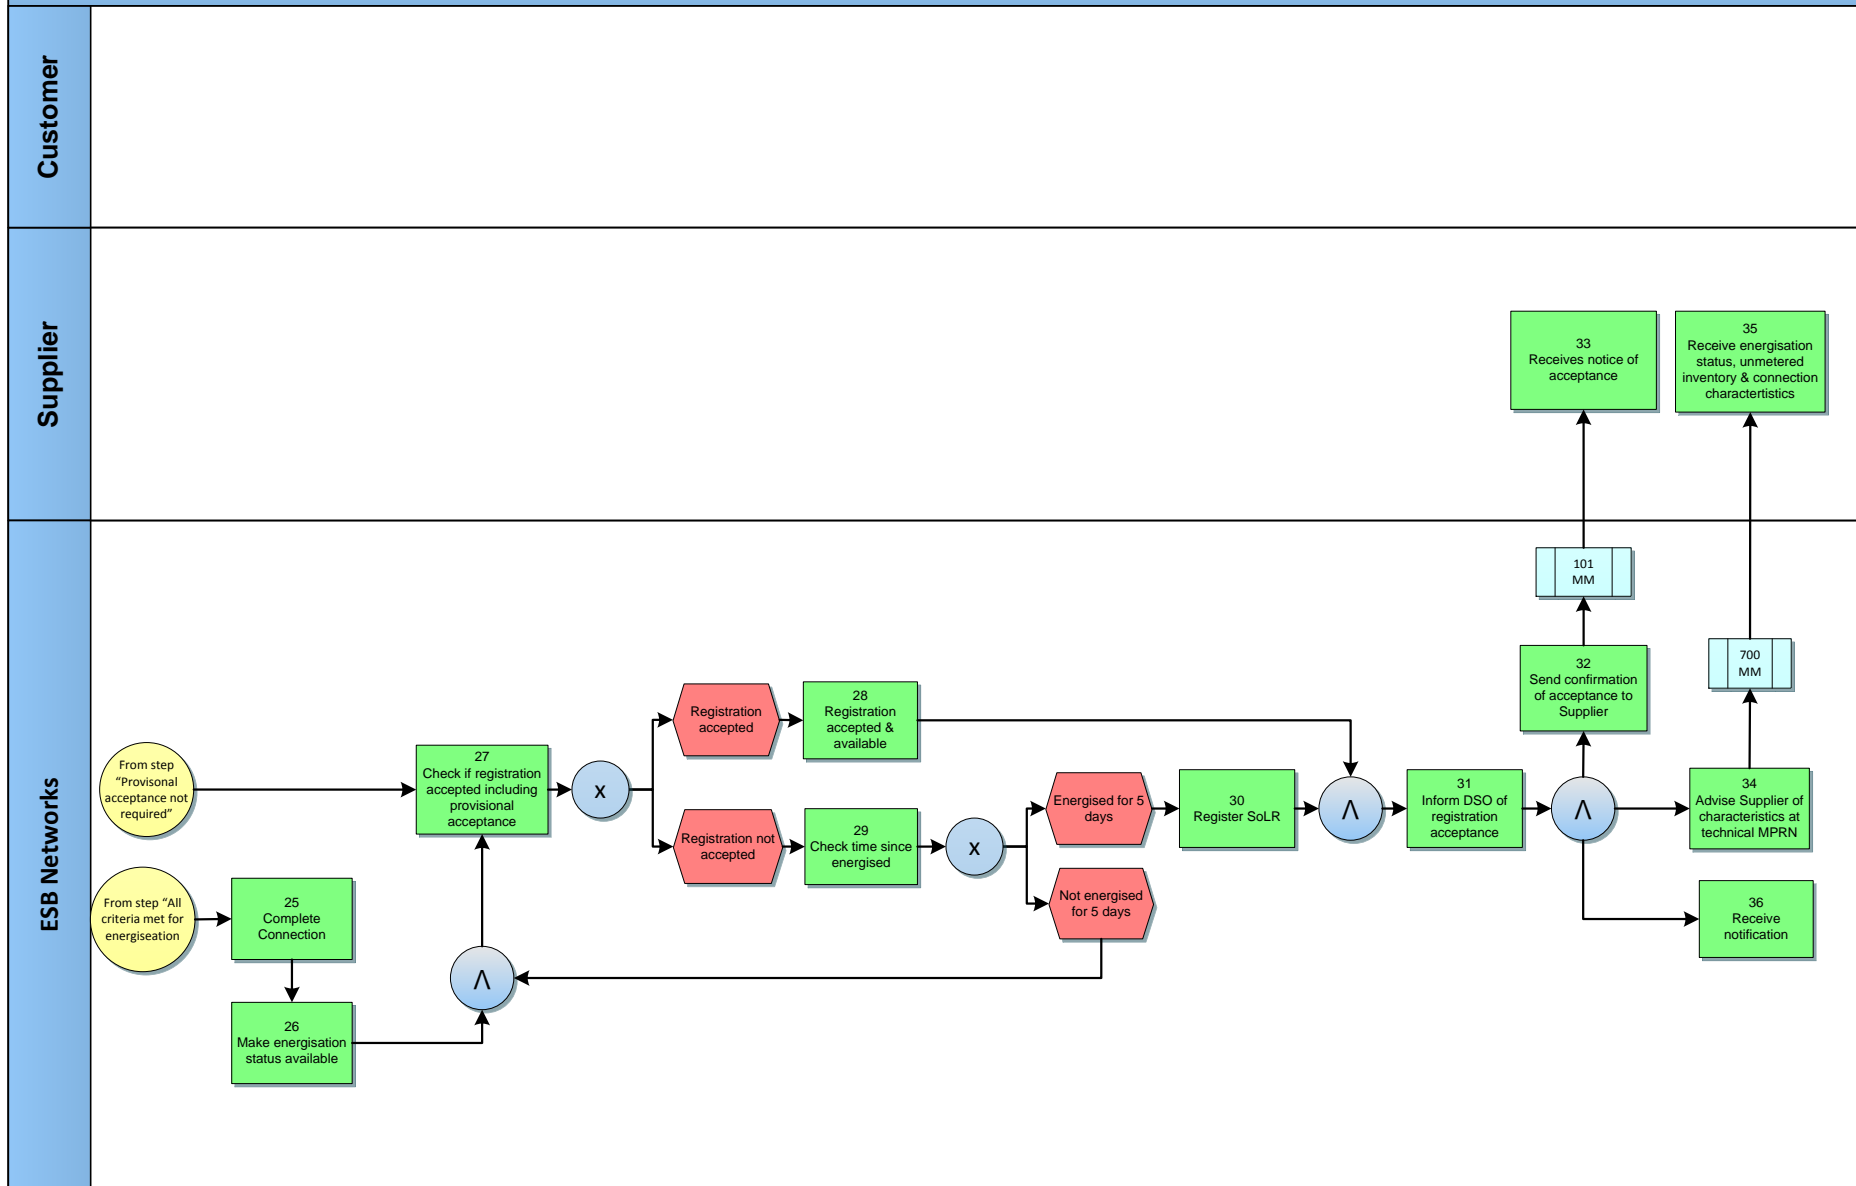 Customer
Supplier
33
Receives notice of
acceptance
35
Receive energisation
status, unmetered
inventory & connection
charactertistics
ESB Networks
101
MM
700
MM
32
Send confirmation
of acceptance to
Supplier
Registration
accepted
28
Registration
accepted &
available
From step
“Provisonal
acceptance not
required”
27
Check if registration
accepted including
provisional
acceptance
x
Registration not
accepted
29
Check time since
energised
x
Energised for 5
days
30
Register SoLR
Λ
31
Inform DSO of
registration
acceptance
Λ
34
Advise Supplier of
characteristics at
technical MPRN
Not energised
for 5 days
36
Receive
notification
From step “All
criteria met for
energiseation
25
Complete
Connection
Λ
26
Make energisation
status available